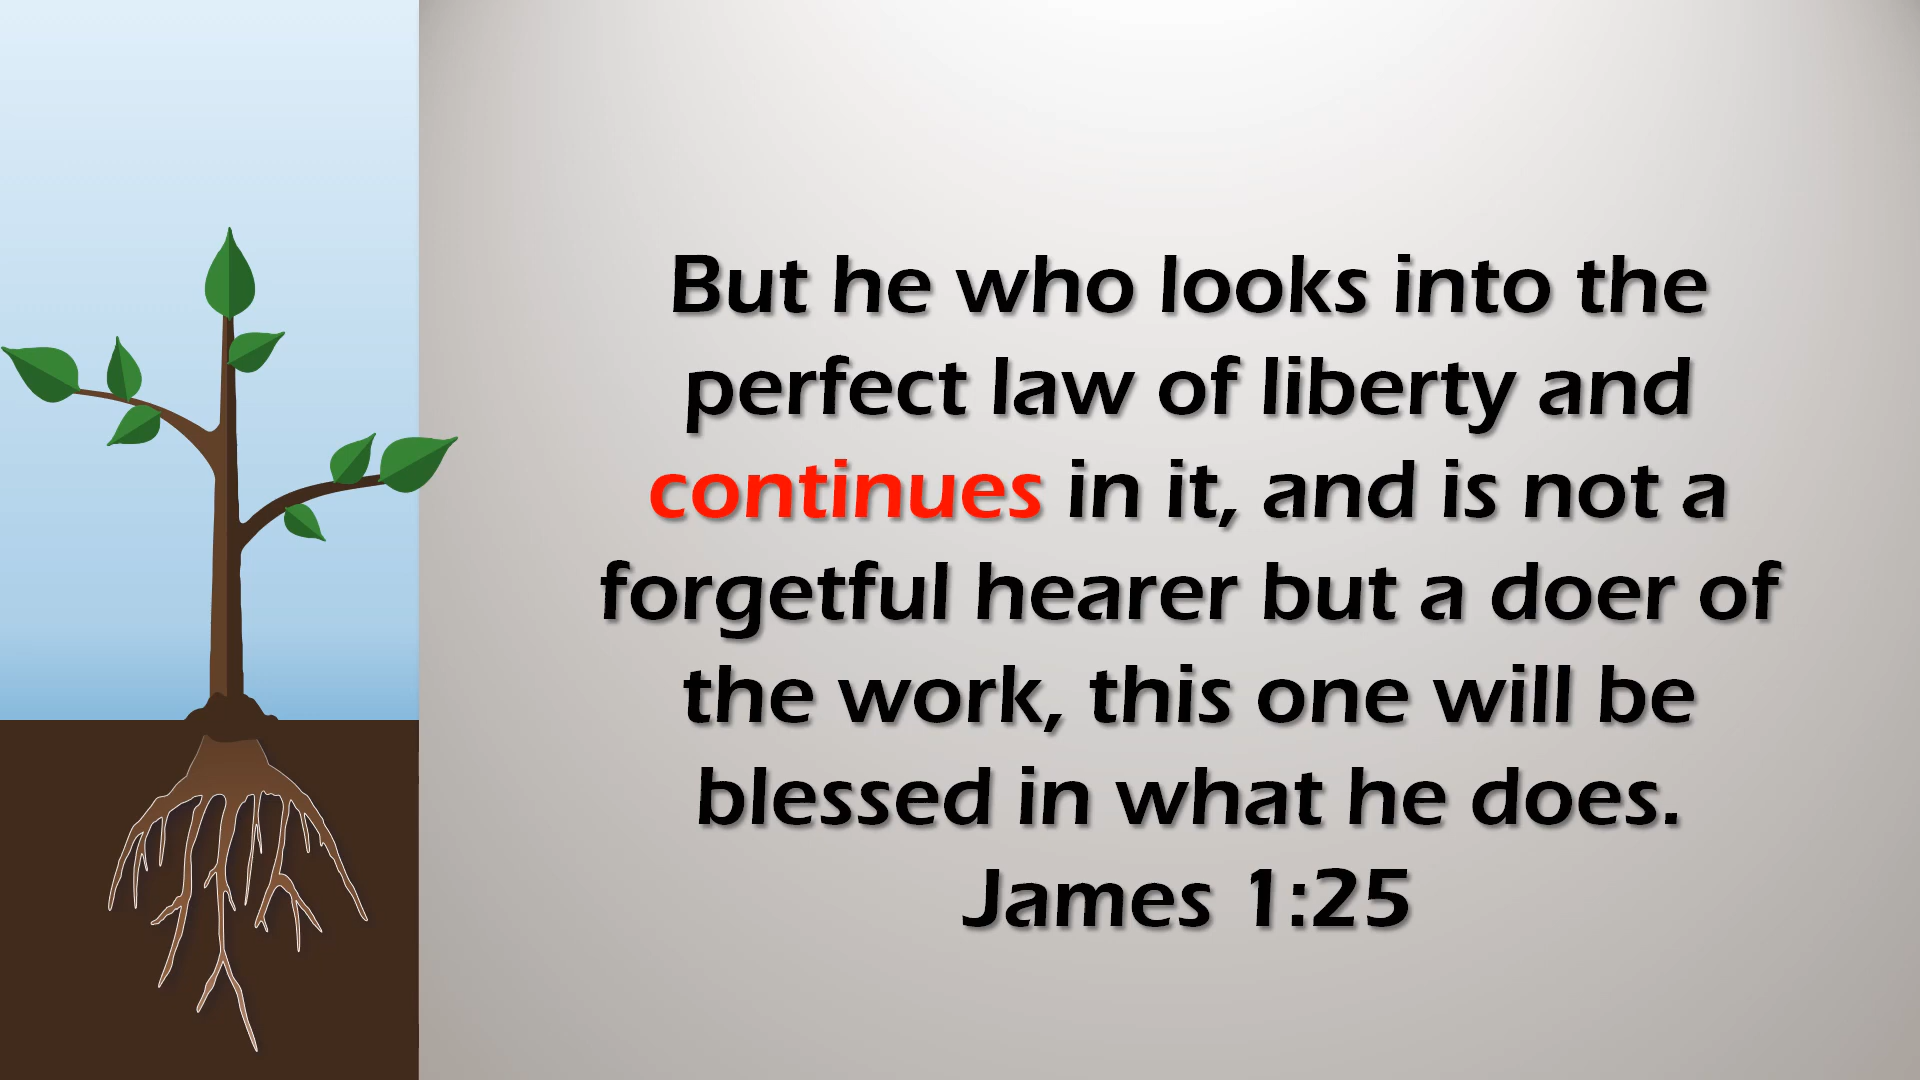 But he who looks into the
perfect law of liberty and
continues in it, and is not a
forgetful hearer but a doer of
the work, this one will be
blessed in what he does.
James 1:25